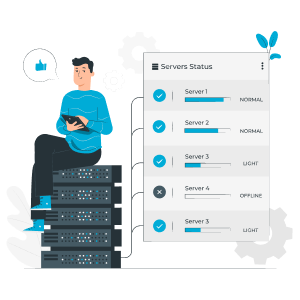 Servers Status
Server 1
NORMAL
Server 2
NORMAL
Server 3
LIGHT
Server 4
OFFLINE
Server 3
LIGHT